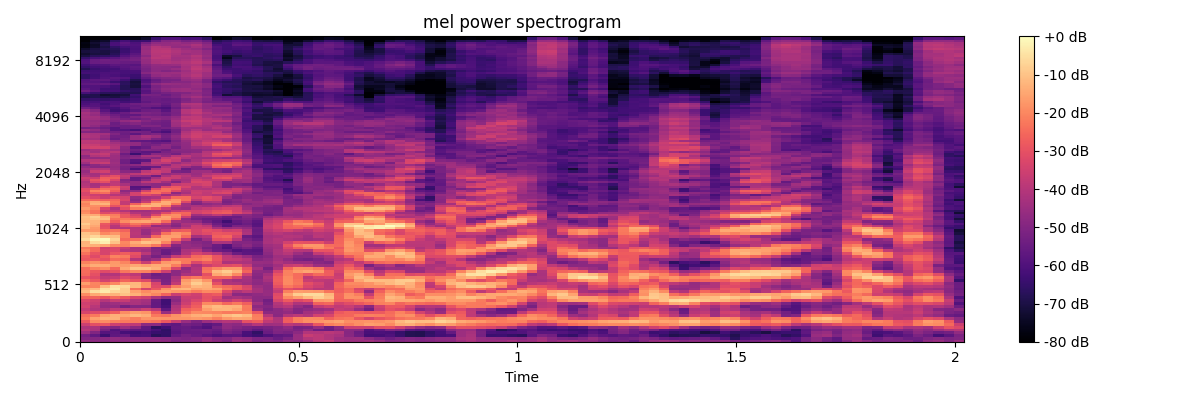 mel power spectrogram
Hz
8192
4096
2048
1024
512
0
0
0.5
1
1.5
2
Time
+0 dB
-10 dB
-20 dB
-30 dB
-40 dB
-50 dB
-60 dB
-70 dB
-80 dB